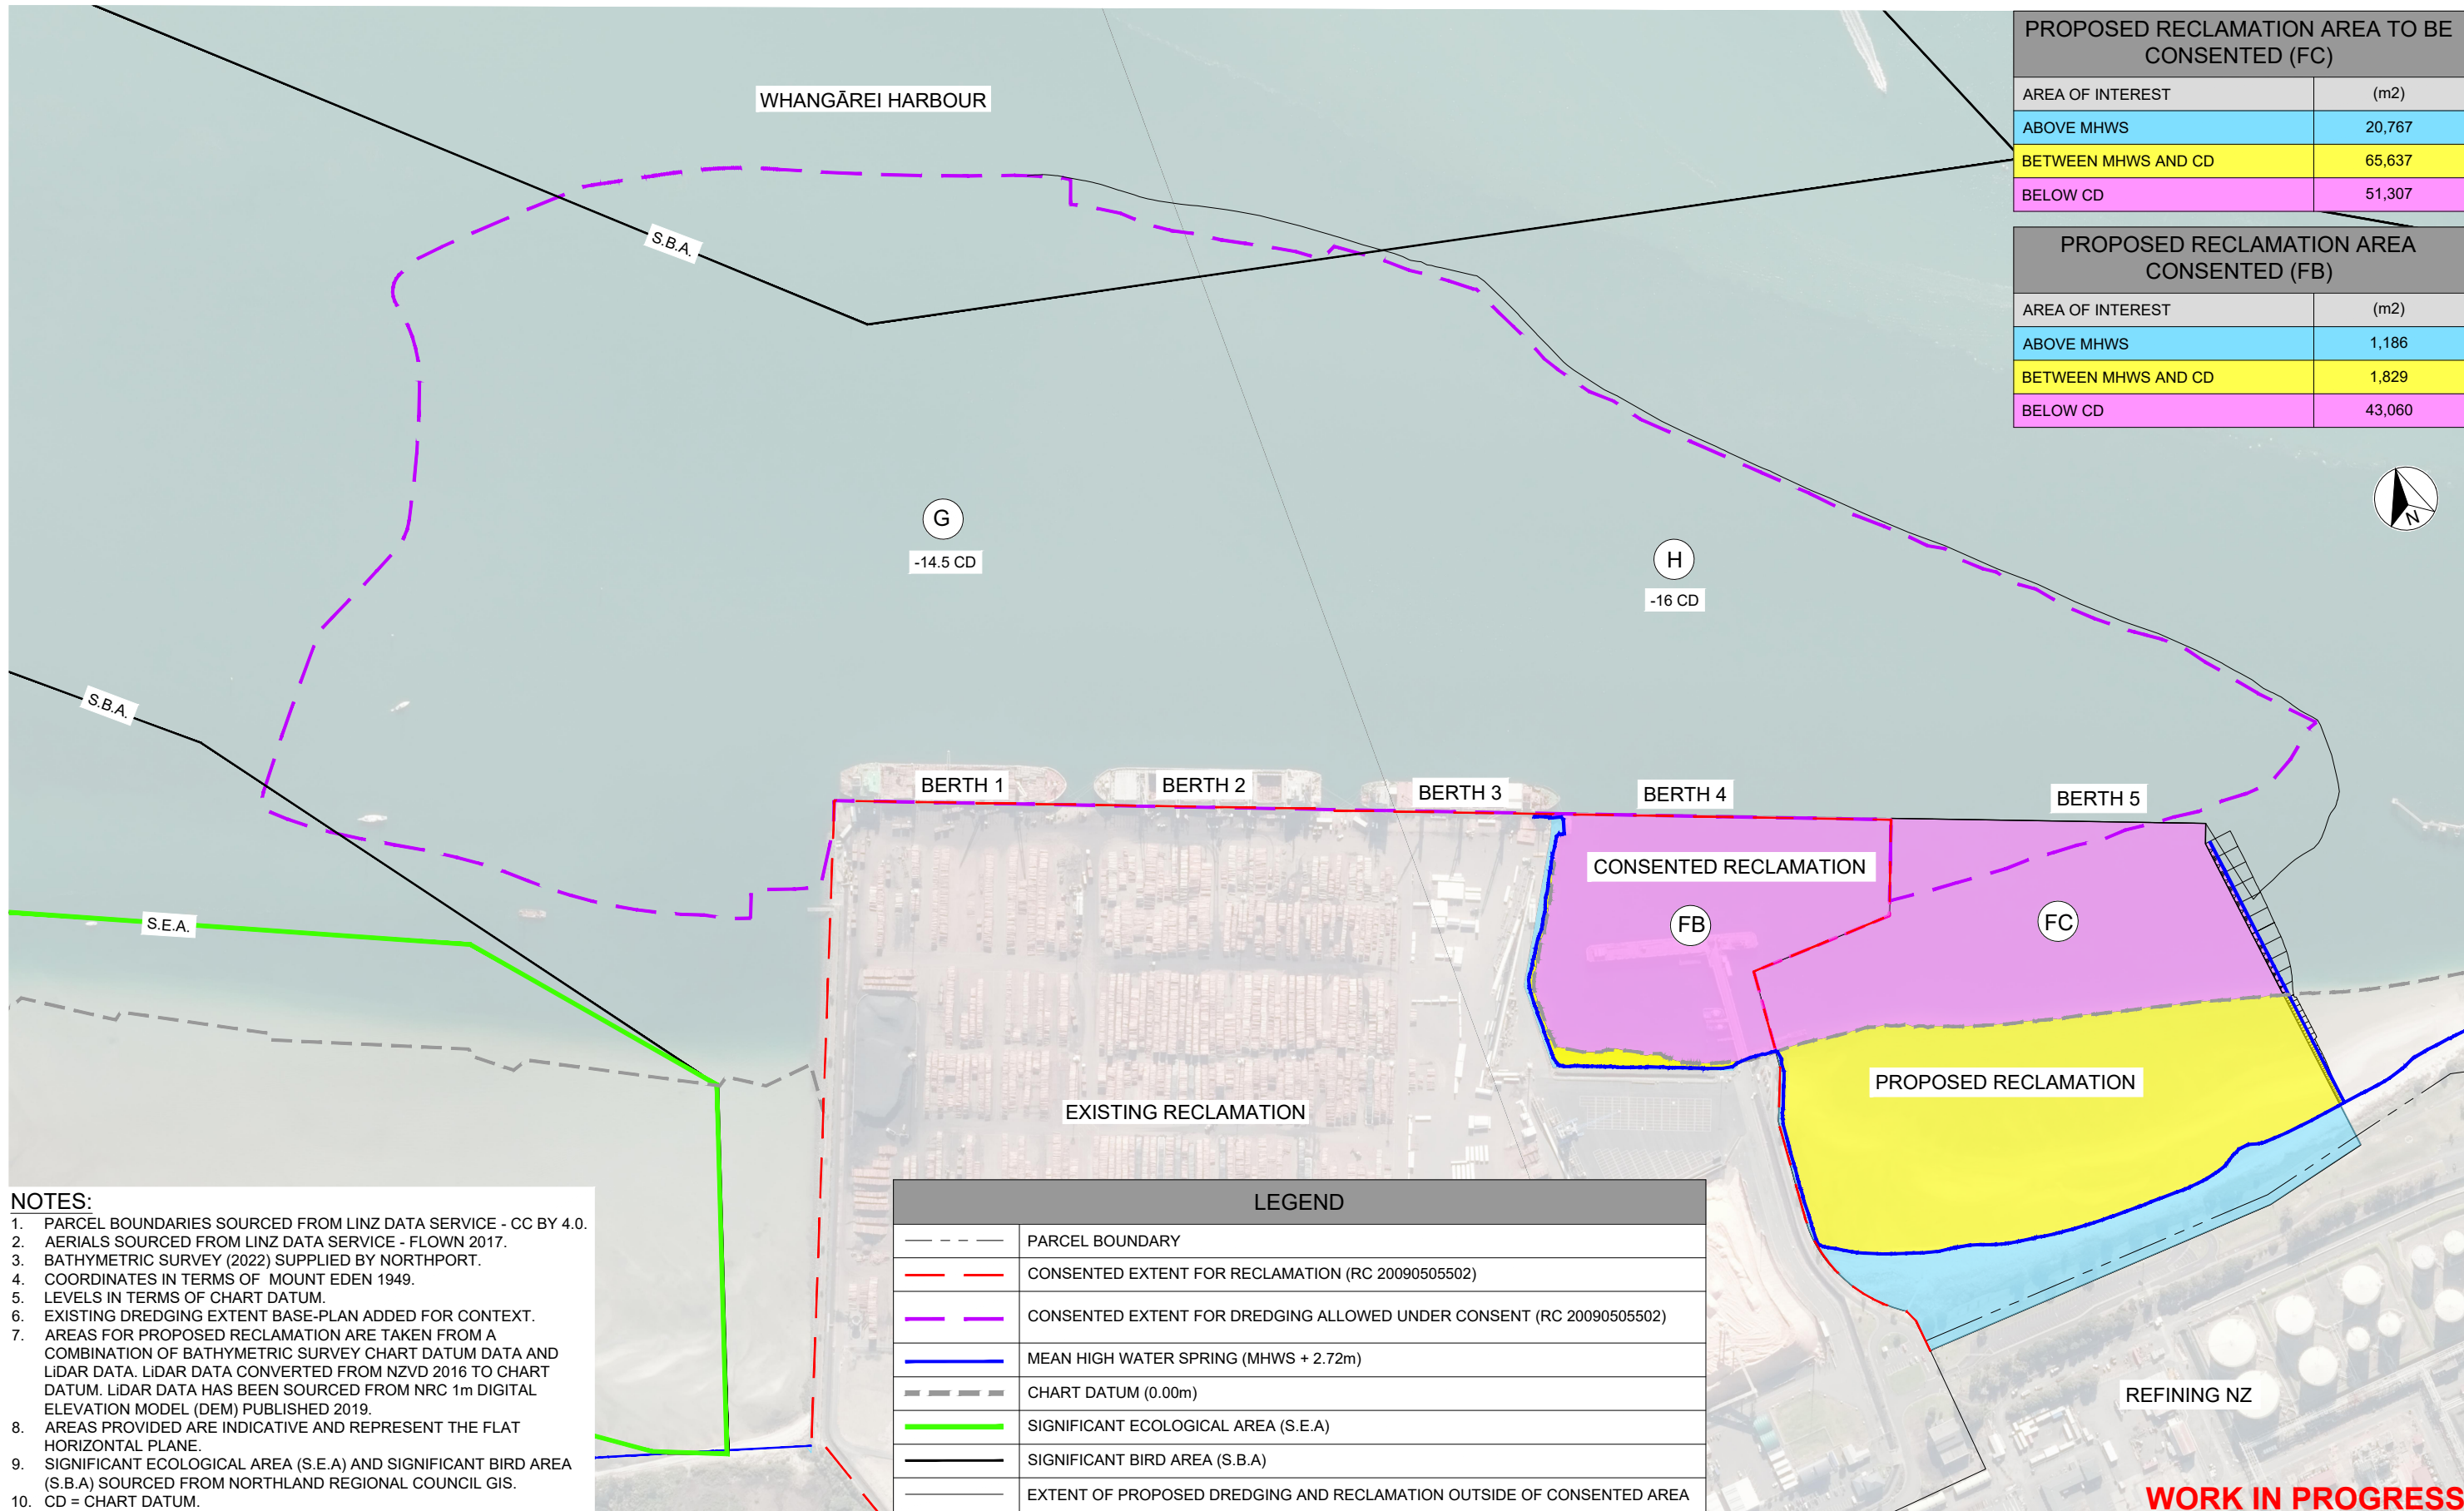 WHANGĀREI HARBOUR
PROPOSED RECLAMATION AREA TO BE
CONSENTED (FC)
AREA OF INTEREST (m2)
ABOVE MHWS 20,767
BETWEEN MHWS AND CD 65,637
BELOW CD 51,307
PROPOSED RECLAMATION AREA
CONSENTED (FB)
AREA OF INTEREST (m2)
ABOVE MHWS 1,186
BETWEEN MHWS AND CD 1,829
BELOW CD 43,060
S.B.A.
N
G
-14.5 CD
H
-16 CD
S.B.A.
BERTH 1
BERTH 2
BERTH 3
BERTH 4
BERTH 5
CONSENTED RECLAMATION
S.E.A.
FB
FC
EXISTING RECLAMATION
PROPOSED RECLAMATION
REFINING NZ
NOTES:
1. PARCEL BOUNDARIES SOURCED FROM LINZ DATA SERVICE - CC BY 4.0.
2. AERIALS SOURCED FROM LINZ DATA SERVICE - FLOWN 2017.
3. BATHYMETRIC SURVEY (2022) SUPPLIED BY NORTHPORT.
4. COORDINATES IN TERMS OF MOUNT EDEN 1949.
5. LEVELS IN TERMS OF CHART DATUM.
6. EXISTING DREDGING EXTENT BASE-PLAN ADDED FOR CONTEXT.
7. AREAS FOR PROPOSED RECLAMATION ARE TAKEN FROM A
COMBINATION OF BATHYMETRIC SURVEY CHART DATUM DATA AND
LiDAR DATA. LiDAR DATA CONVERTED FROM NZVD 2016 TO CHART
DATUM. LiDAR DATA HAS BEEN SOURCED FROM NRC 1m DIGITAL
ELEVATION MODEL (DEM) PUBLISHED 2019.
8. AREAS PROVIDED ARE INDICATIVE AND REPRESENT THE FLAT
HORIZONTAL PLANE.
9. SIGNIFICANT ECOLOGICAL AREA (S.E.A) AND SIGNIFICANT BIRD AREA
(S.B.A) SOURCED FROM NORTHLAND REGIONAL COUNCIL GIS.
10. CD = CHART DATUM.
LEGEND
PARCEL BOUNDARY
CONSENTED EXTENT FOR RECLAMATION (RC 20090505502)
CONSENTED EXTENT FOR DREDGING ALLOWED UNDER CONSENT (RC 20090505502)
MEAN HIGH WATER SPRING (MHWS + 2.72m)
CHART DATUM (0.00m)
SIGNIFICANT ECOLOGICAL AREA (S.E.A)
SIGNIFICANT BIRD AREA (S.B.A)
EXTENT OF PROPOSED DREDGING AND RECLAMATION OUTSIDE OF CONSENTED AREA
WORK IN PROGRESS